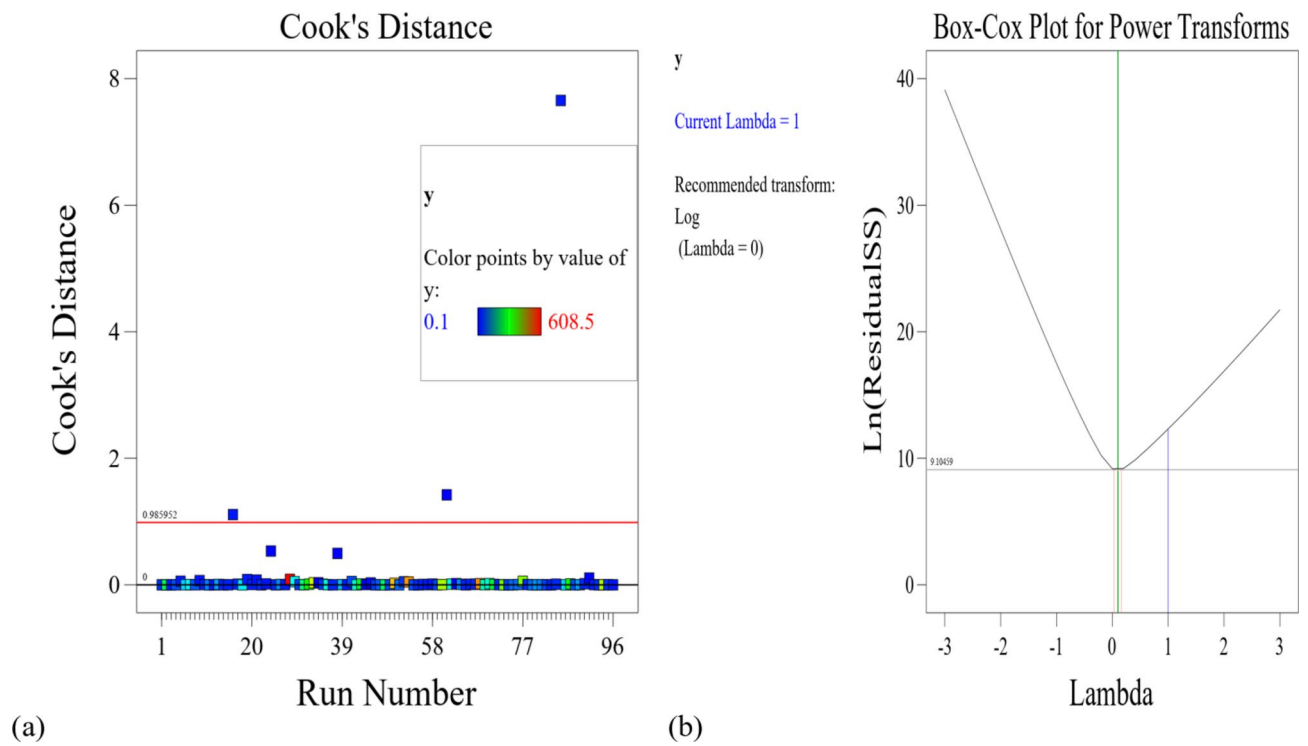 Cook's Distance
Cook's Distance
8
6
4
2
0
0.985952
0
y
Color points by value of
y:
0.1
608.5
1
20
39
58
77
96
Run Number
(a)
y
Current Lambda = 1
Recommended transform:
Log
(Lambda = 0)
Box-Cox Plot for Power Transforms
Ln(ResidualSS)
40
30
20
10
0
9.10459
-3
-2
-1
0
1
2
3
Lambda
(b)